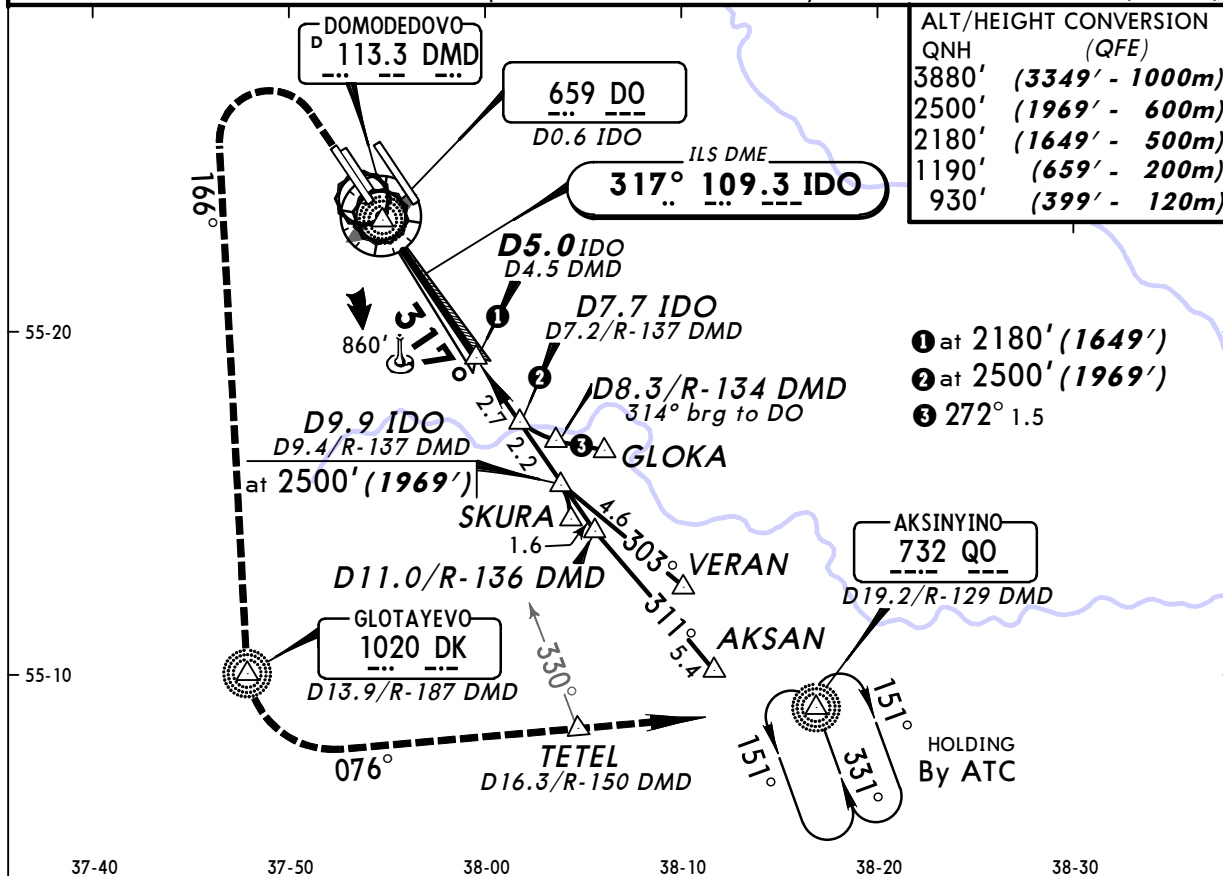 DOMODEDOVO
D 113.3 DMD
659 DO
D0.6 IDO
ILS DME
317° 109.3 IDO
ALT/HEIGHT CONVERSION
QNH (QFE)
3880' (3349' - 1000m)
2500' (1969' - 600m)
2180' (1649' - 500m)
1190' (659' - 200m)
930' (399' - 120m)
166°
D5.0 IDO
D4.5 DMD
1
D7.7 IDO
D7.2/R-137 DMD
55-20
860'
317°
2
1 at 2180' (1649')
2 at 2500' (1969')
3 272° 1.5
D8.3/R-134 DMD
314° brg to DO
2.7
D9.9 IDO
D9.4/R-137 DMD
at 2500' (1969')
2.2
3
GLOKA
SKURA
4.6
303°
1.6
VERAN
D11.0/R-136 DMD
311°
5.4
AKSAN
AKSINYINO
732 QO
D19.2/R-129 DMD
GLOTAYEVO
1020 DK
D13.9/R-187 DMD
55-10
330°
TETEL
D16.3/R-150 DMD
076°
151°
151°
331°
HOLDING
By ATC
37-40
37-50
38-00
38-10
38-20
38-30